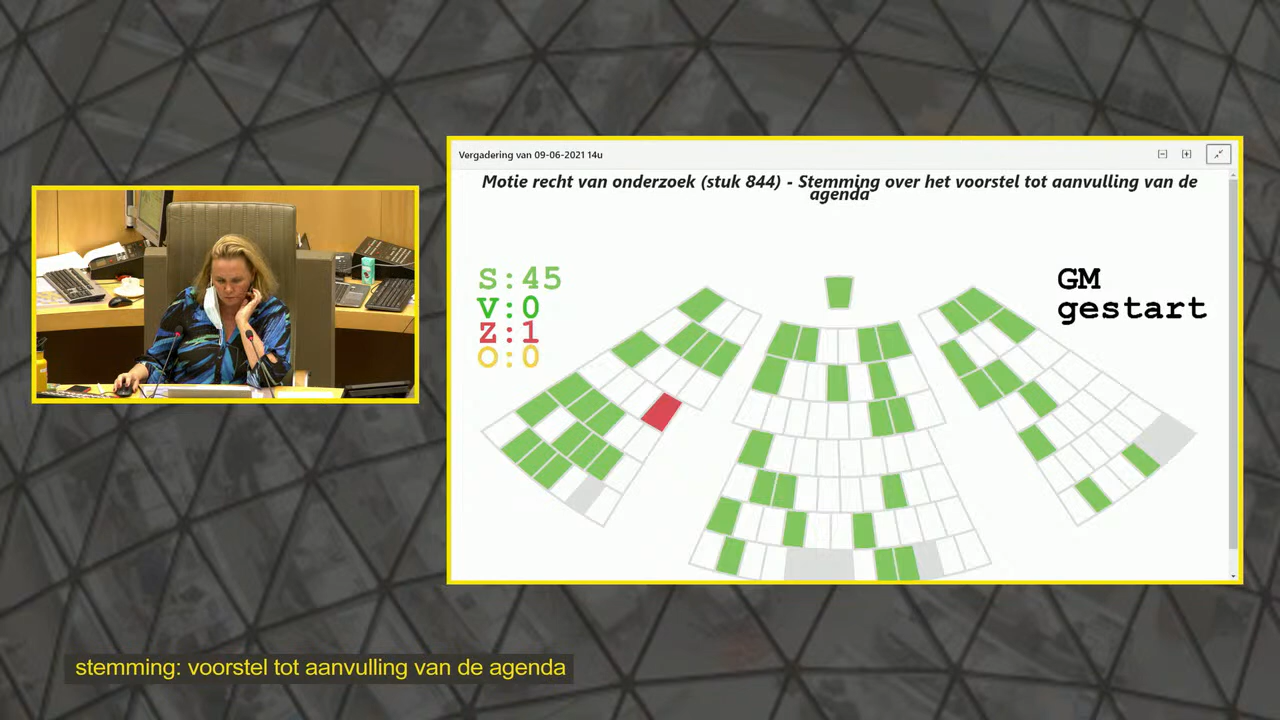 Vergadering van 09-06-2021 14u
Motie recht van onderzoek (stuk 844) - Stemming over het voorstel tot aanvulling van de
agenda
S:45
V:0
Z:1
O:0
GM
gestart
stemming: voorstel tot aanvulling van de agenda